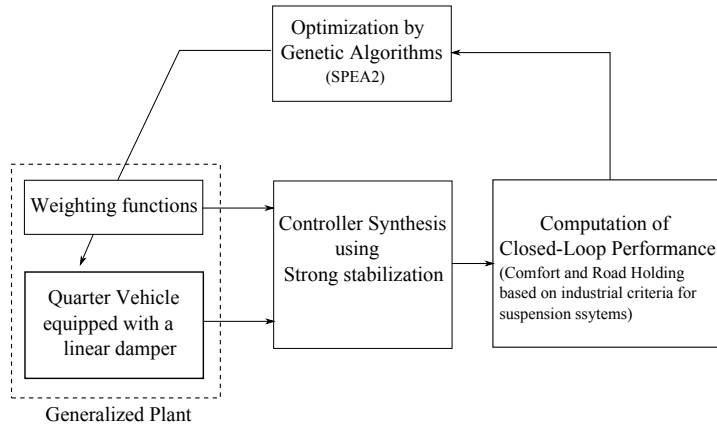 Optimization by
Genetic Algorithms
(SPEA2)
Weighting functions
Quarter Vehicle
equipped with a
linear damper
Generalized Plant
Controller Synthesis
using
Strong stabilization
Computation of
Closed-Loop Performance
(Comfort and Road Holding
based on industrial criteria for
suspension ssytems)